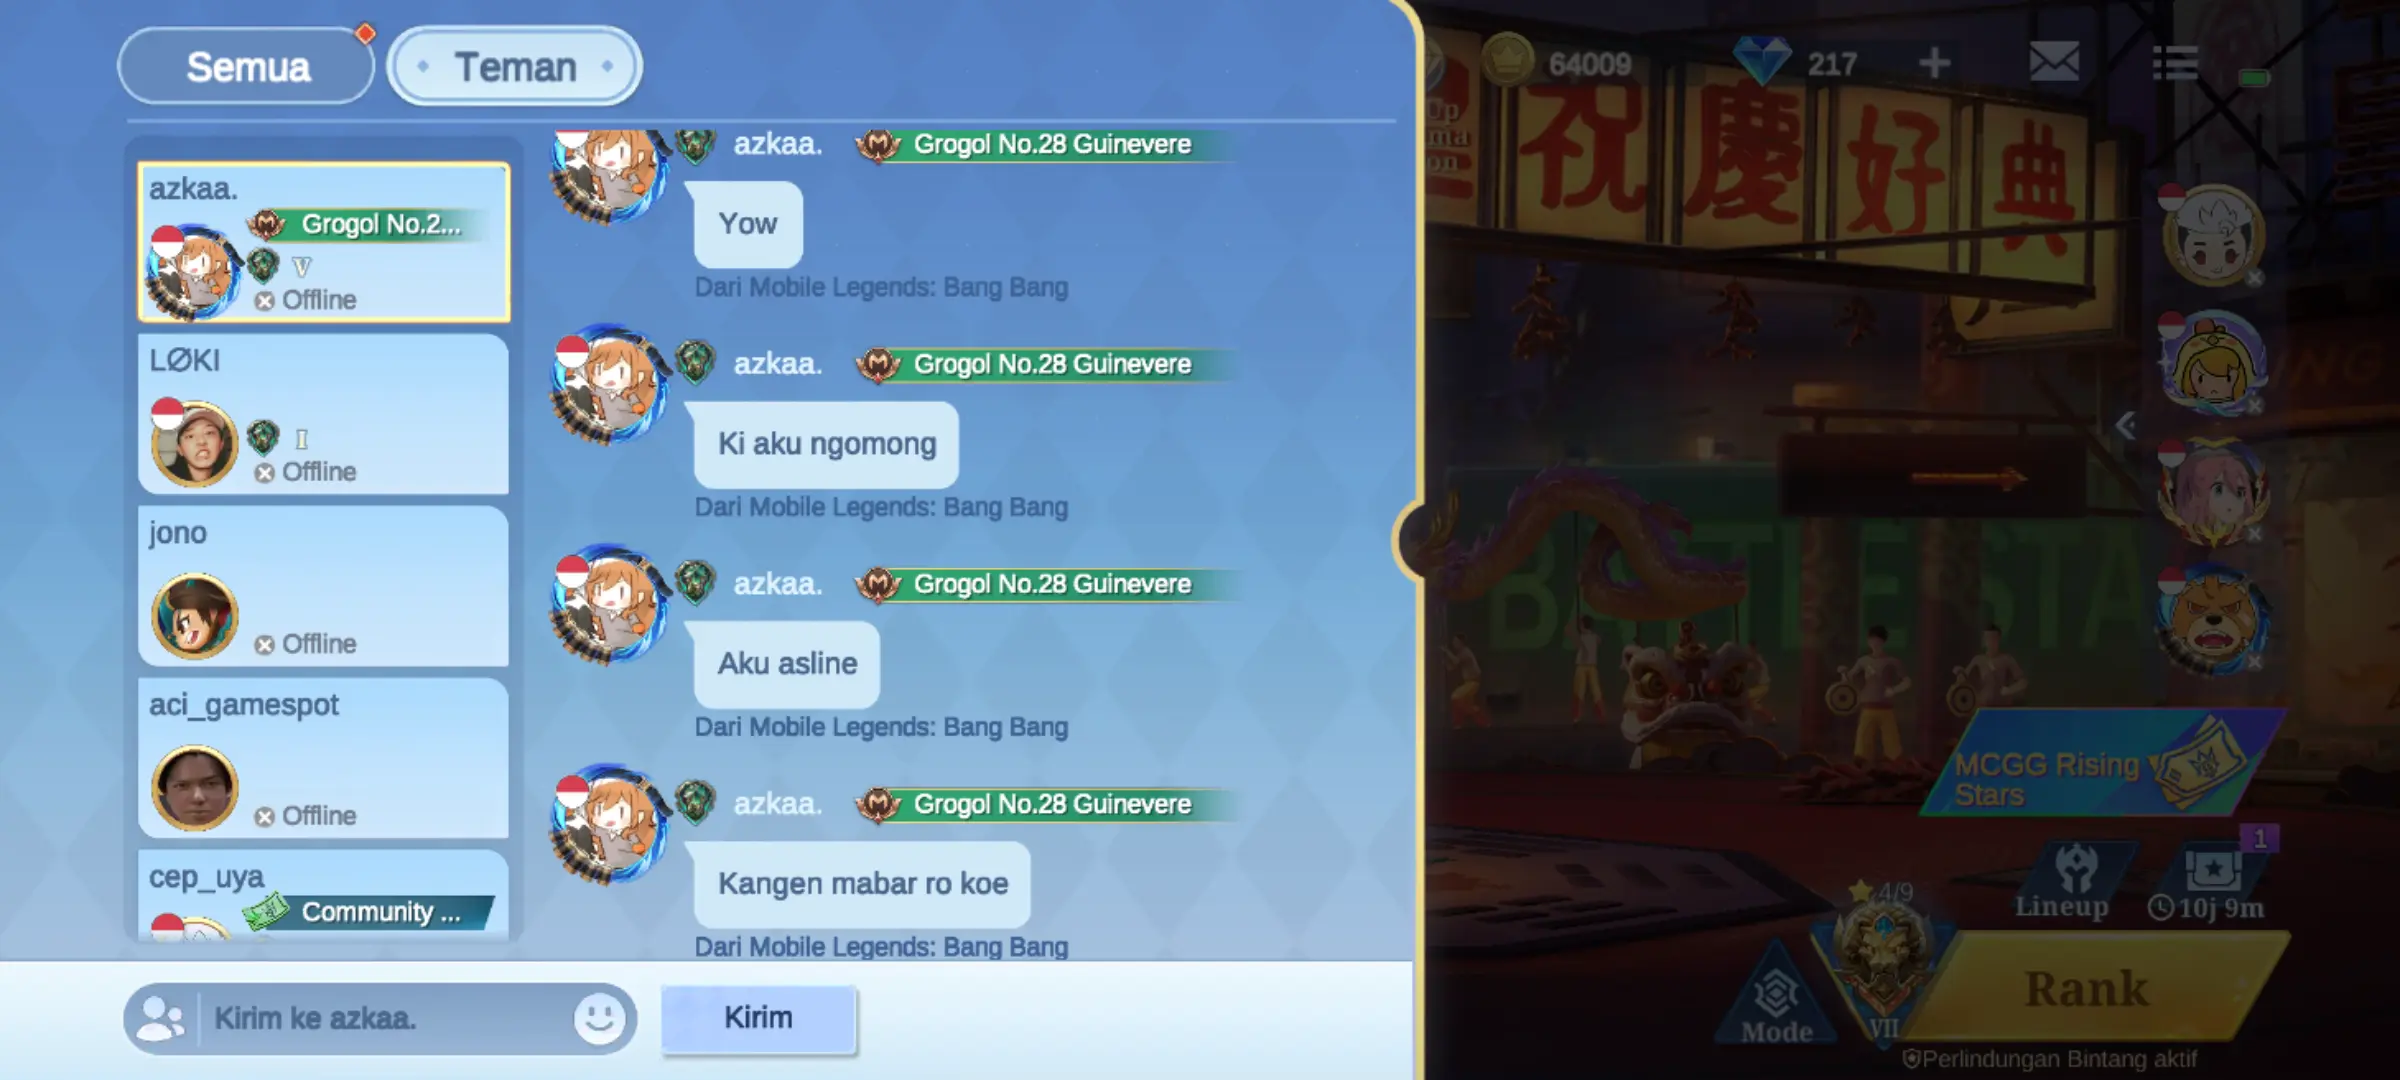 Semua
Teman
azkaa.
Grogol No.2...
V
Offline
LØKI
I
Offline
jono
Offline
aci_gamespot
Offline
cep_uya
Community ...
azkaa.
Grogol No.28 Guinevere
Yow
Dari Mobile Legends: Bang Bang
azkaa.
Grogol No.28 Guinevere
Ki aku ngomong
Dari Mobile Legends: Bang Bang
azkaa.
Grogol No.28 Guinevere
Aku asline
Dari Mobile Legends: Bang Bang
azkaa.
Grogol No.28 Guinevere
Kangen mabar ro koe
Dari Mobile Legends: Bang Bang
Kirim ke azkaa.
Kirim
64009
217
祝慶好典
MCGG Rising
Stars
1
Lineup
10j 9m
4/9
VII
Mode
Rank
Perlindungan Bintang aktif